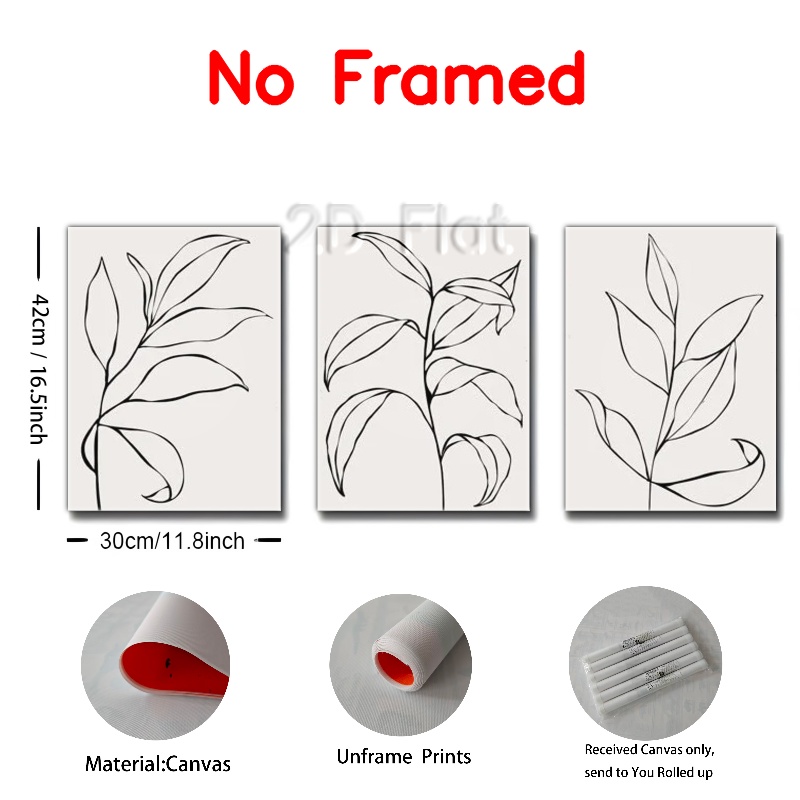 No Framed
2D Flat
42cm / 16.5inch
30cm/11.8inch
Material:Canvas
Unframe Prints
Received Canvas only,
send to You Rolled up